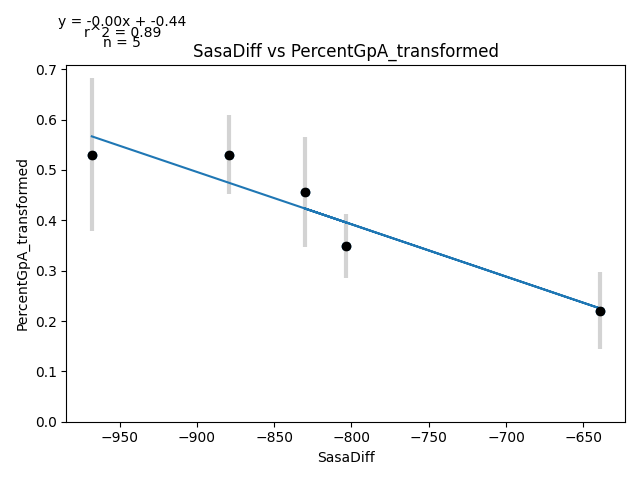 y = -0.00x + -0.44
r^2 = 0.89
n = 5
SasaDiff vs PercentGpA_transformed
PercentGpA_transformed
0.7
0.6
0.5
0.4
0.3
0.2
0.1
0.0
−950 −900 −850 −800 −750 −700 −650
SasaDiff